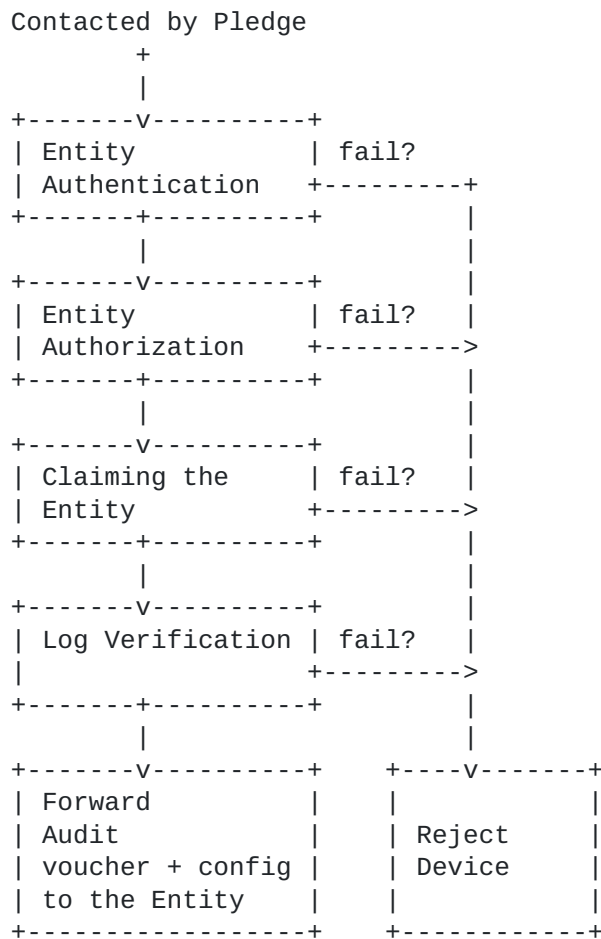 Contacted by Pledge
        +
        |
+-------v----------+
| Entity           | fail?
| Authentication   +---------+
+-------+----------+         |
        |                    |
+-------v----------+         |
| Entity           | fail?   |
| Authorization    +--------->
+-------+----------+         |
        |                    |
+-------v----------+         |
| Claiming the     | fail?   |
| Entity           +--------->
+-------+----------+         |
        |                    |
+-------v----------+         |
| Log Verification | fail?   |
|                  +--------->
+-------+----------+         |
        |                    |
+-------v----------+    +----v-------+
| Forward          |    |            |
| Audit            |    | Reject     |
| voucher + config |    | Device     |
| to the Entity    |    |            |
+------------------+    +------------+